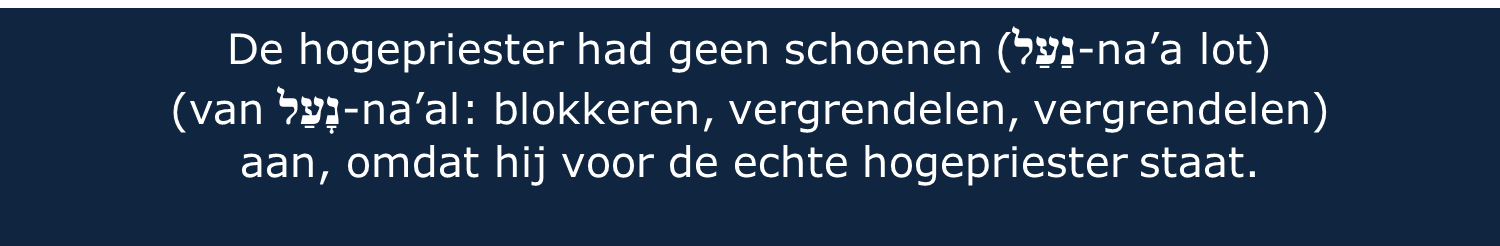 De hogepriester had geen schoenen (נַעַל-na’a lot)
(van נָעַל-na’al: blokkeren, vergrendelen, vergrendelen)
aan, omdat hij voor de echte hogepriester staat.